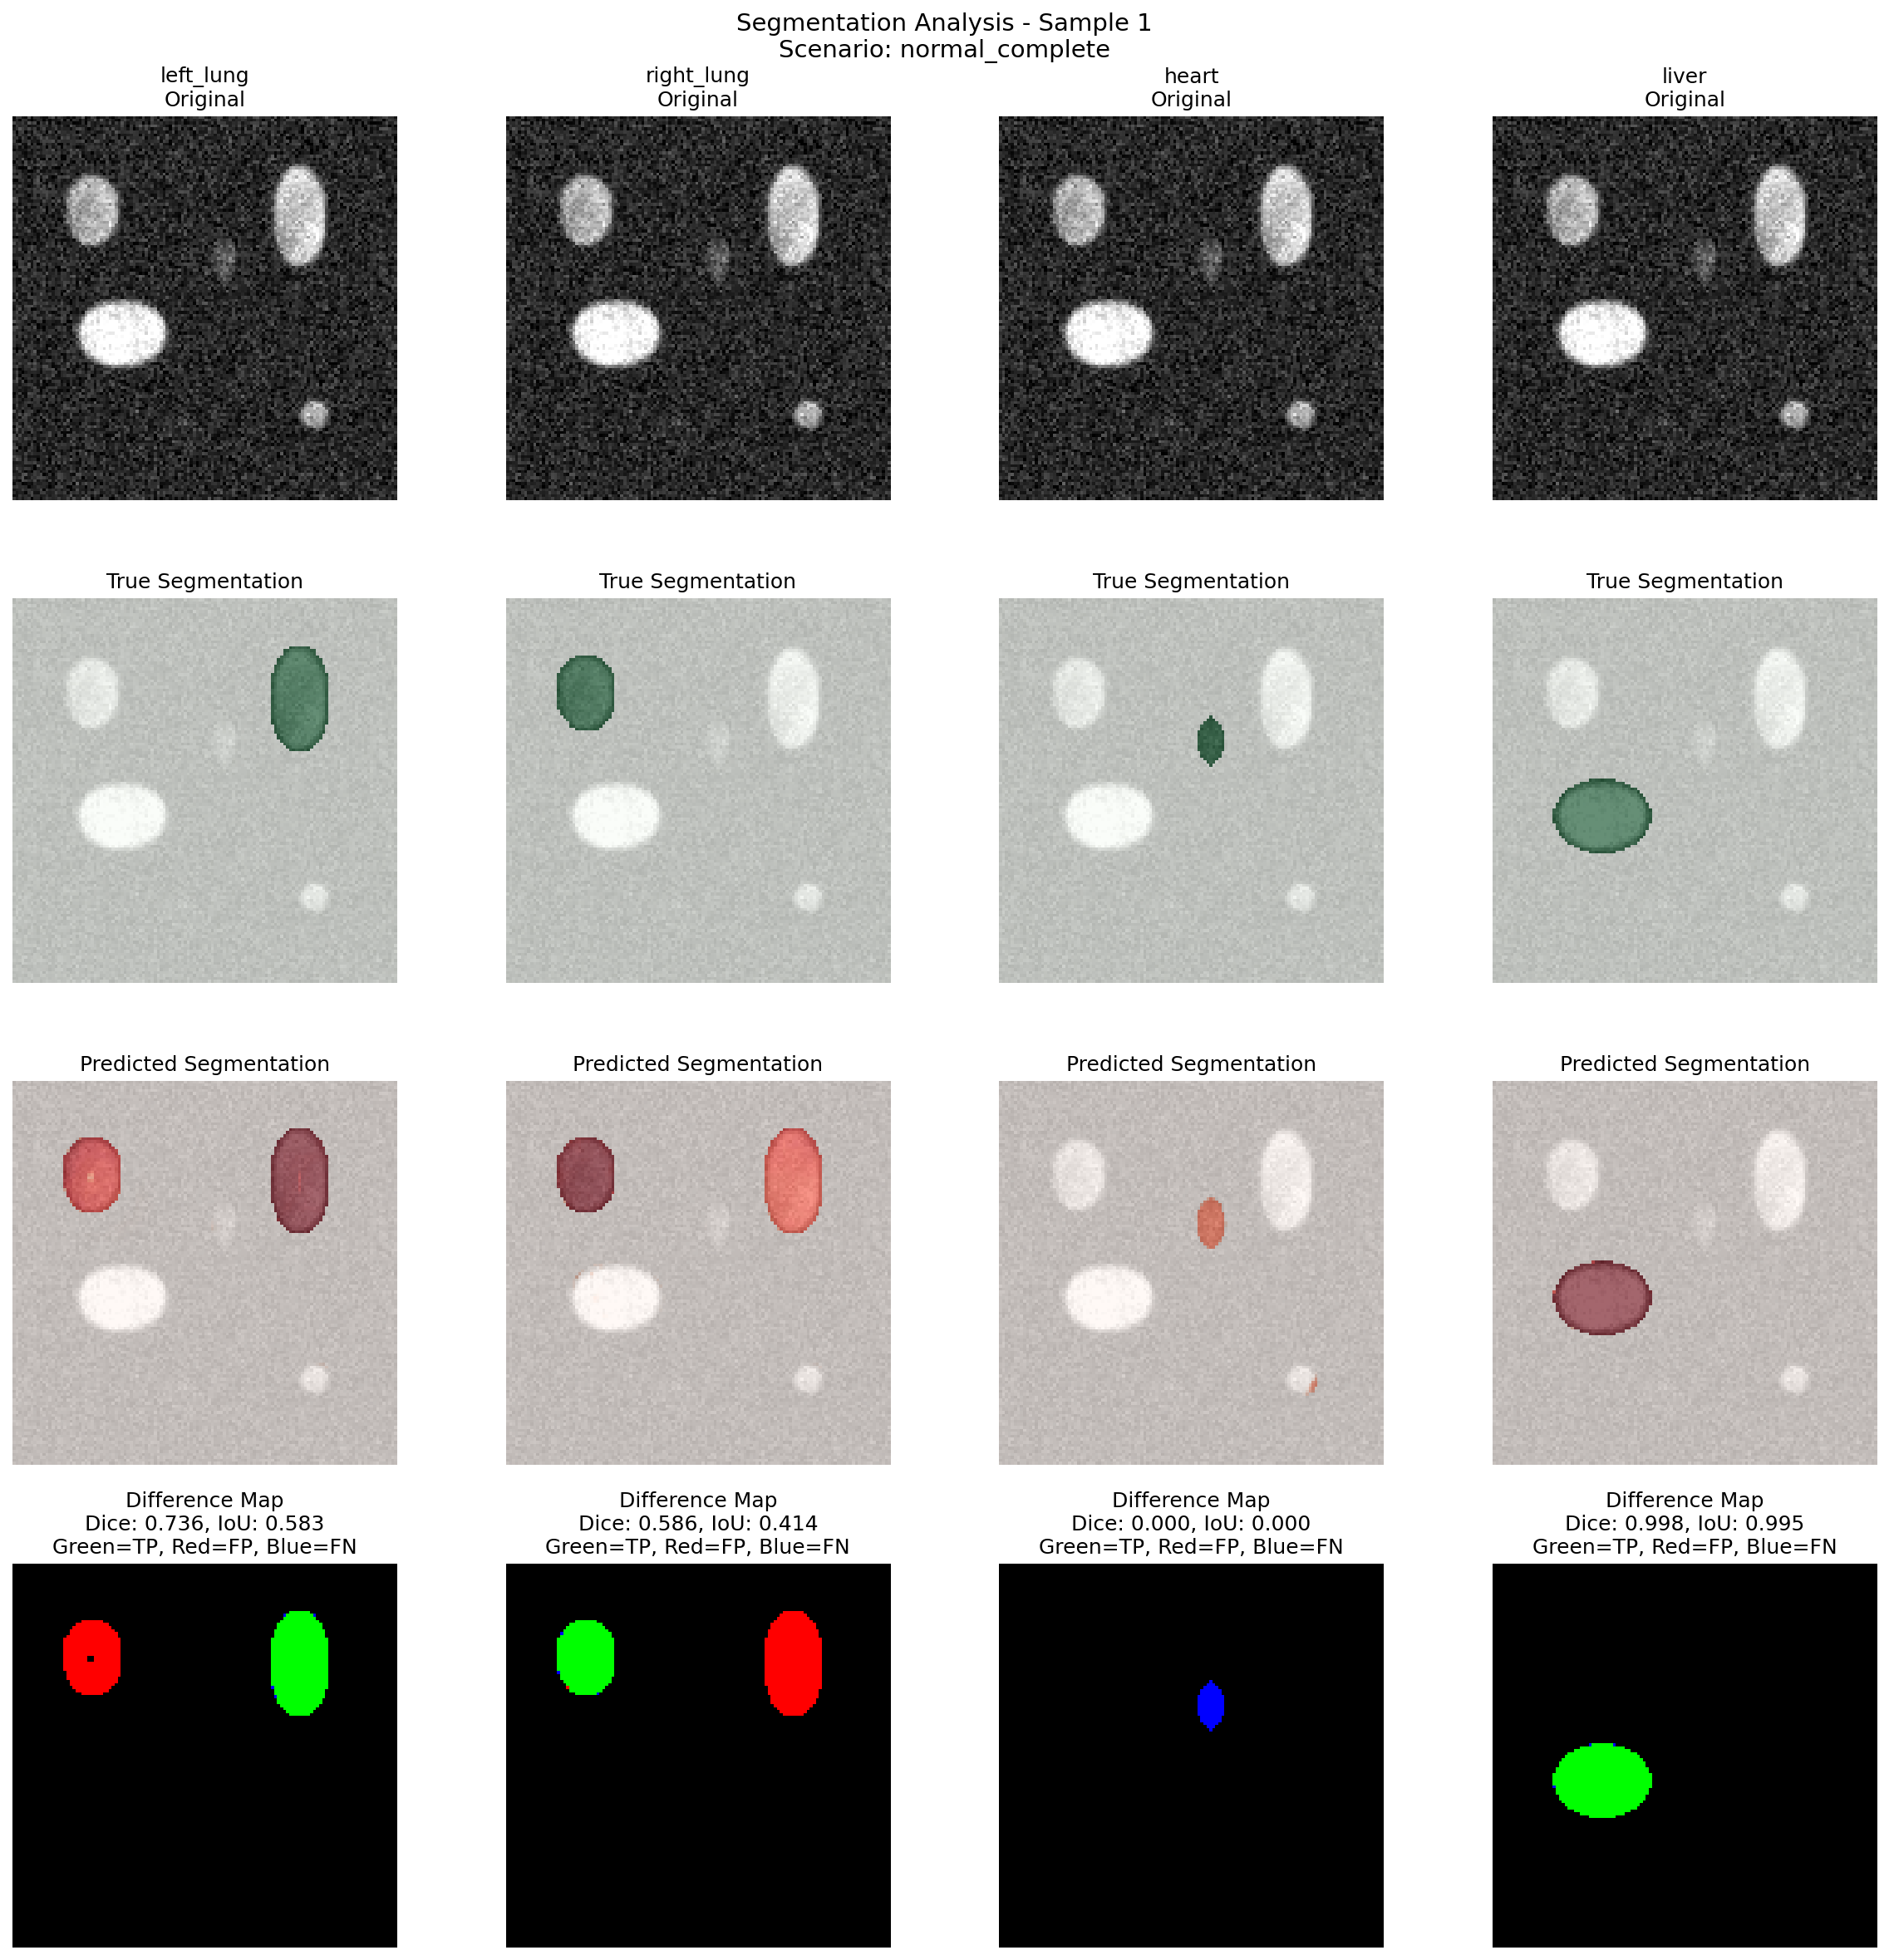 Segmentation Analysis - Sample 1
Scenario: normal_complete
left_lung
Original
right_lung
Original
heart
Original
liver
Original
True Segmentation
True Segmentation
True Segmentation
True Segmentation
Predicted Segmentation
Predicted Segmentation
Predicted Segmentation
Predicted Segmentation
Difference Map
Dice: 0.736, IoU: 0.583
Green=TP, Red=FP, Blue=FN
Difference Map
Dice: 0.586, IoU: 0.414
Green=TP, Red=FP, Blue=FN
Difference Map
Dice: 0.000, IoU: 0.000
Green=TP, Red=FP, Blue=FN
Difference Map
Dice: 0.998, IoU: 0.995
Green=TP, Red=FP, Blue=FN